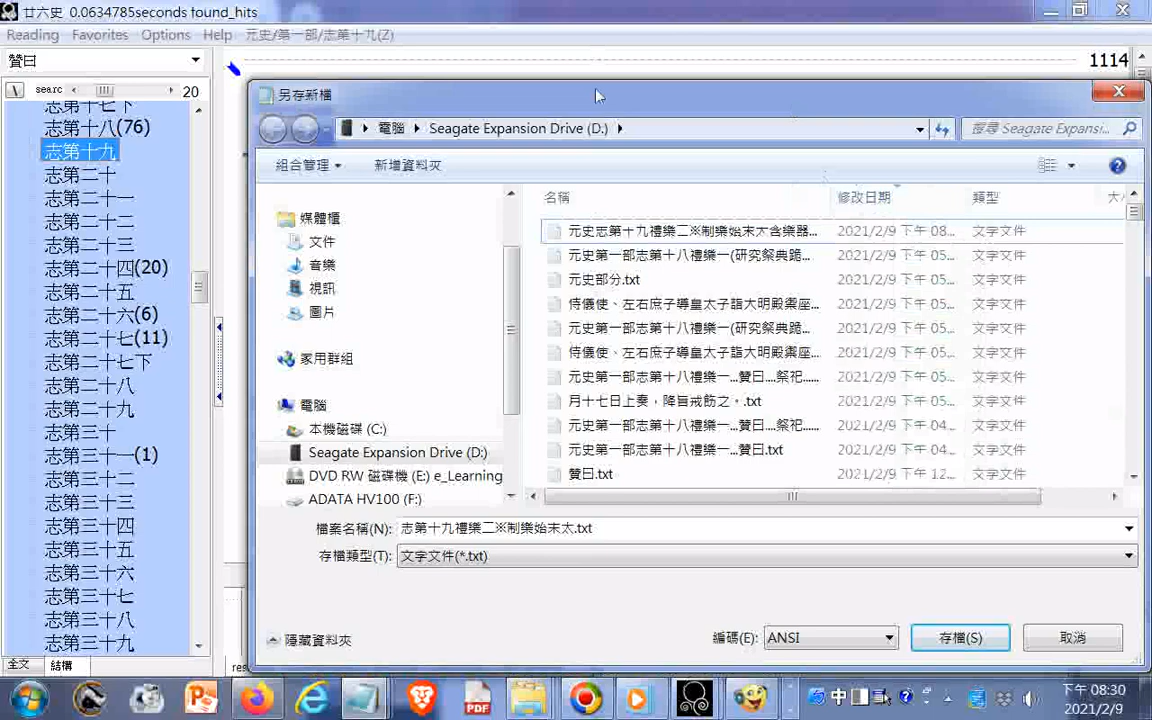 廿六史 0.0634785seconds found_hits
Reading Favorites Options Help 元史/第一部/志第十九(Z)
贊曰
1114
searc 20
另存新檔
志第十七下
志第十八(76)
電腦 Seagate Expansion Drive (D:)
搜尋 Seagate Expansi...
志第十九
組合管理 新增資料夾
志第二十
名稱 修改日期 類型 大
志第二十一
媒體櫃
志第二十二
元史志第十九禮樂二※制樂始末太含樂器... 2021/2/9 下午 08... 文字文件
文件
志第二十三
元史第一部志第十八禮樂一(研究祭典跪... 2021/2/9 下午 05... 文字文件
音樂
志第二十四(20)
元史部分.txt 2021/2/9 下午 05... 文字文件
視訊
志第二十五
侍儀使、左右庶子導皇太子詣大明殿禦座... 2021/2/9 下午 05... 文字文件
圖片
志第二十六(6)
元史第一部志第十八禮樂一(研究祭典跪... 2021/2/9 下午 05... 文字文件
志第二十七(11)
侍儀使、左右庶子導皇太子詣大明殿禦座... 2021/2/9 下午 05... 文字文件
家用群組
志第二十七下
元史第一部志第十八禮樂一...贊曰....祭祀...... 2021/2/9 下午 05... 文字文件
志第二十八
月十七日上奏，降旨戒飭之。.txt 2021/2/9 下午 05... 文字文件
電腦
志第二十九
元史第一部志第十八禮樂一...贊曰....祭祀...... 2021/2/9 下午 04... 文字文件
本機磁碟 (C:)
志第三十
元史第一部志第十八禮樂一...贊曰.txt 2021/2/9 下午 04... 文字文件
Seagate Expansion Drive (D:)
志第三十一(1)
贊曰.txt 2021/2/9 下午 12... 文字文件
DVD RW 磁碟機 (E:) e_Learning
志第三十二
ADATA HV100 (F:)
志第三十三
檔案名稱(N): 志第十九禮樂二※制樂始末太.txt
志第三十四
存檔類型(T): 文字文件(*.txt)
志第三十五
志第三十六
志第三十七
志第三十八
隱藏資料夾 編碼(E): ANSI 存檔(S) 取消
志第三十九
全文 結構
res
PDF
中
下午 08:30
2021/2/9